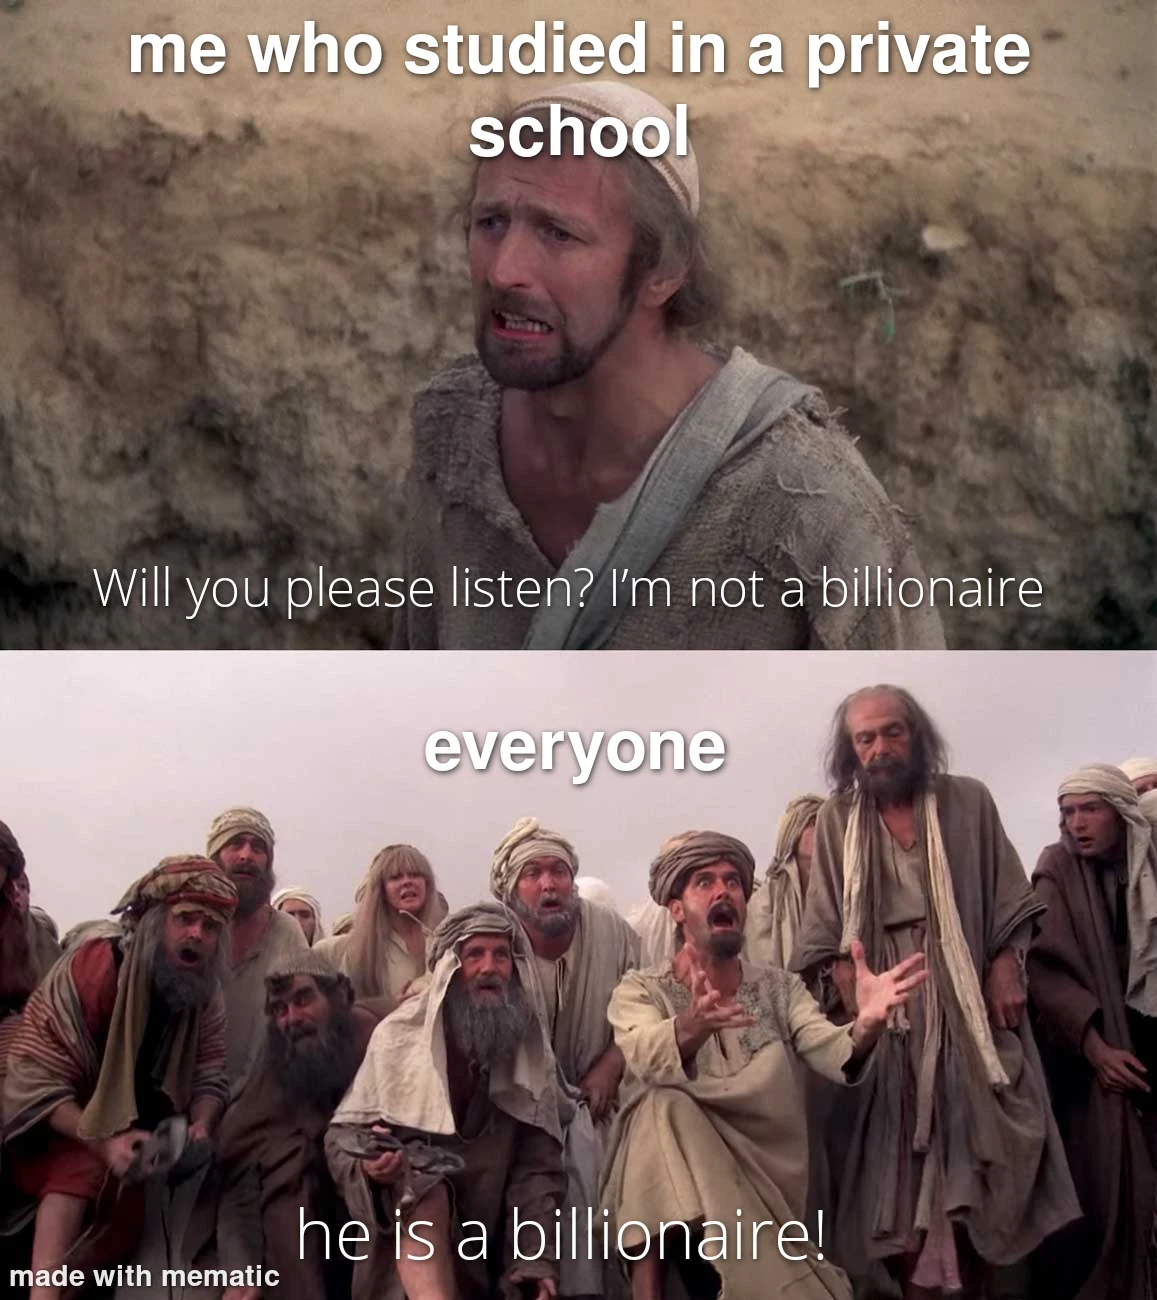 me who studied in a private
school
Will you please listen? I’m not a billionaire
everyone
he is a billionaire!
made with mematic